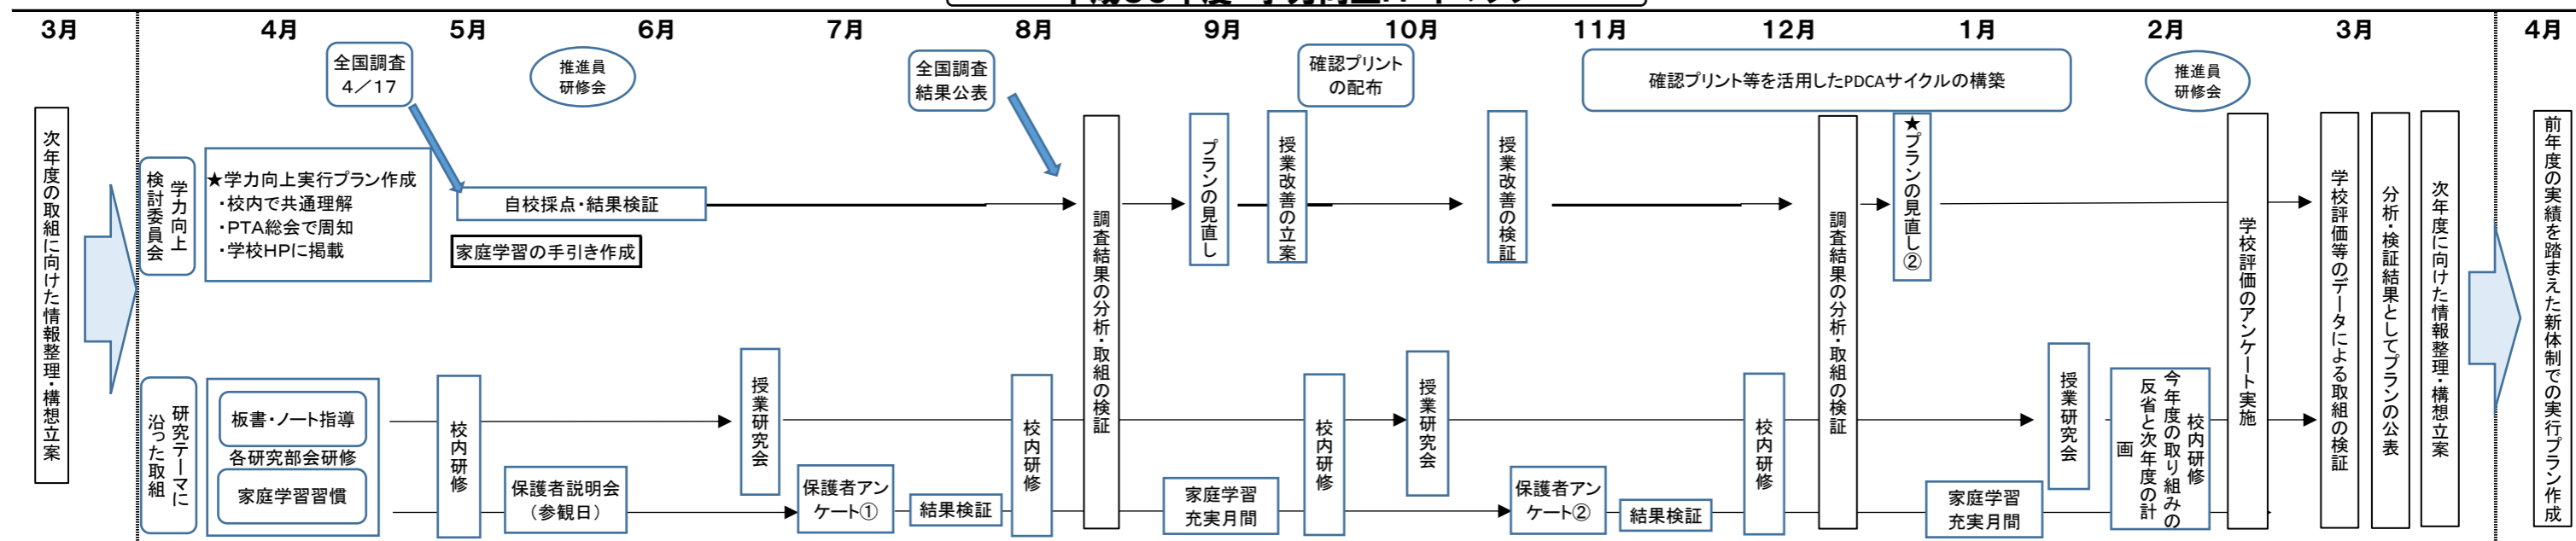 3月
4月
5月
6月
7月
8月
9月
10月
11月
12月
1月
2月
3月
4月
全国調査
4／17
推進員
研修会
全国調査
結果公表
確認プリント
の配布
確認プリント等を活用したPDCAサイクルの構築
推進員
研修会
次年度の取組に向けた情報整理・構想立案
学力向上
検討委員会
★学力向上実行プラン作成
・校内で共通理解
・PTA総会で周知
・学校HPに掲載
自校採点・結果検証
家庭学習の手引き作成
調査結果の分析・取組の検証
プランの見直し
授業改善の立案
授業改善の検証
調査結果の分析・取組の検証
★プランの見直し②
学校評価のアンケート実施
学校評価等のデータによる取組の検証
分析・検証結果としてプランの公表
次年度に向けた情報整理・構想立案
前年度の実績を踏まえた新体制での実行プラン作成
研究テーマに
沿った取組
板書・ノート指導
各研究部会研修
家庭学習習慣
校内研修
保護者説明会
（参観日）
授業研究会
保護者アン
ケート①
結果検証
校内研修
家庭学習
充実月間
校内研修
授業研究会
保護者アン
ケート②
結果検証
校内研修
家庭学習
充実月間
授業研究会
校内研修
今年度の取り組みの
反省と次年度の計
画